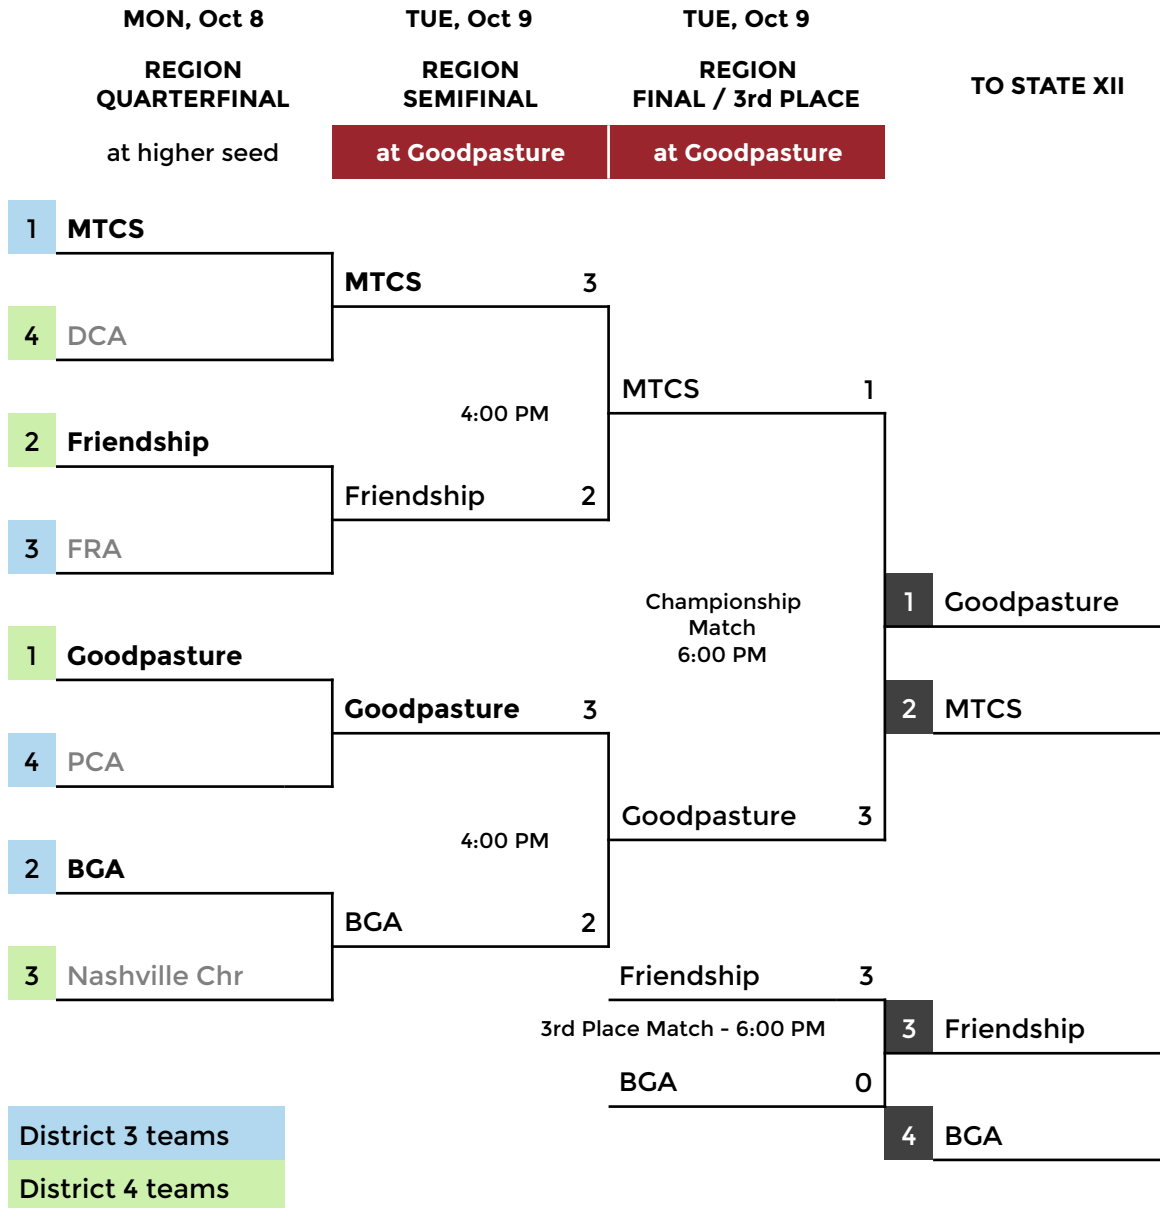 MON, Oct 8
TUE, Oct 9
TUE, Oct 9
REGION
QUARTERFINAL
REGION
SEMIFINAL
REGION
FINAL / 3rd PLACE
TO STATE XII
at higher seed
at Goodpasture
at Goodpasture
1 MTCS
MTCS 3
4 DCA
MTCS 1
4:00 PM
2 Friendship
Friendship 2
3 FRA
Championship
Match
6:00 PM
1 Goodpasture
1 Goodpasture
Goodpasture 3
2 MTCS
4 PCA
Goodpasture 3
4:00 PM
2 BGA
BGA 2
3 Nashville Chr
Friendship 3
3rd Place Match - 6:00 PM
3 Friendship
BGA 0
District 3 teams
4 BGA
District 4 teams